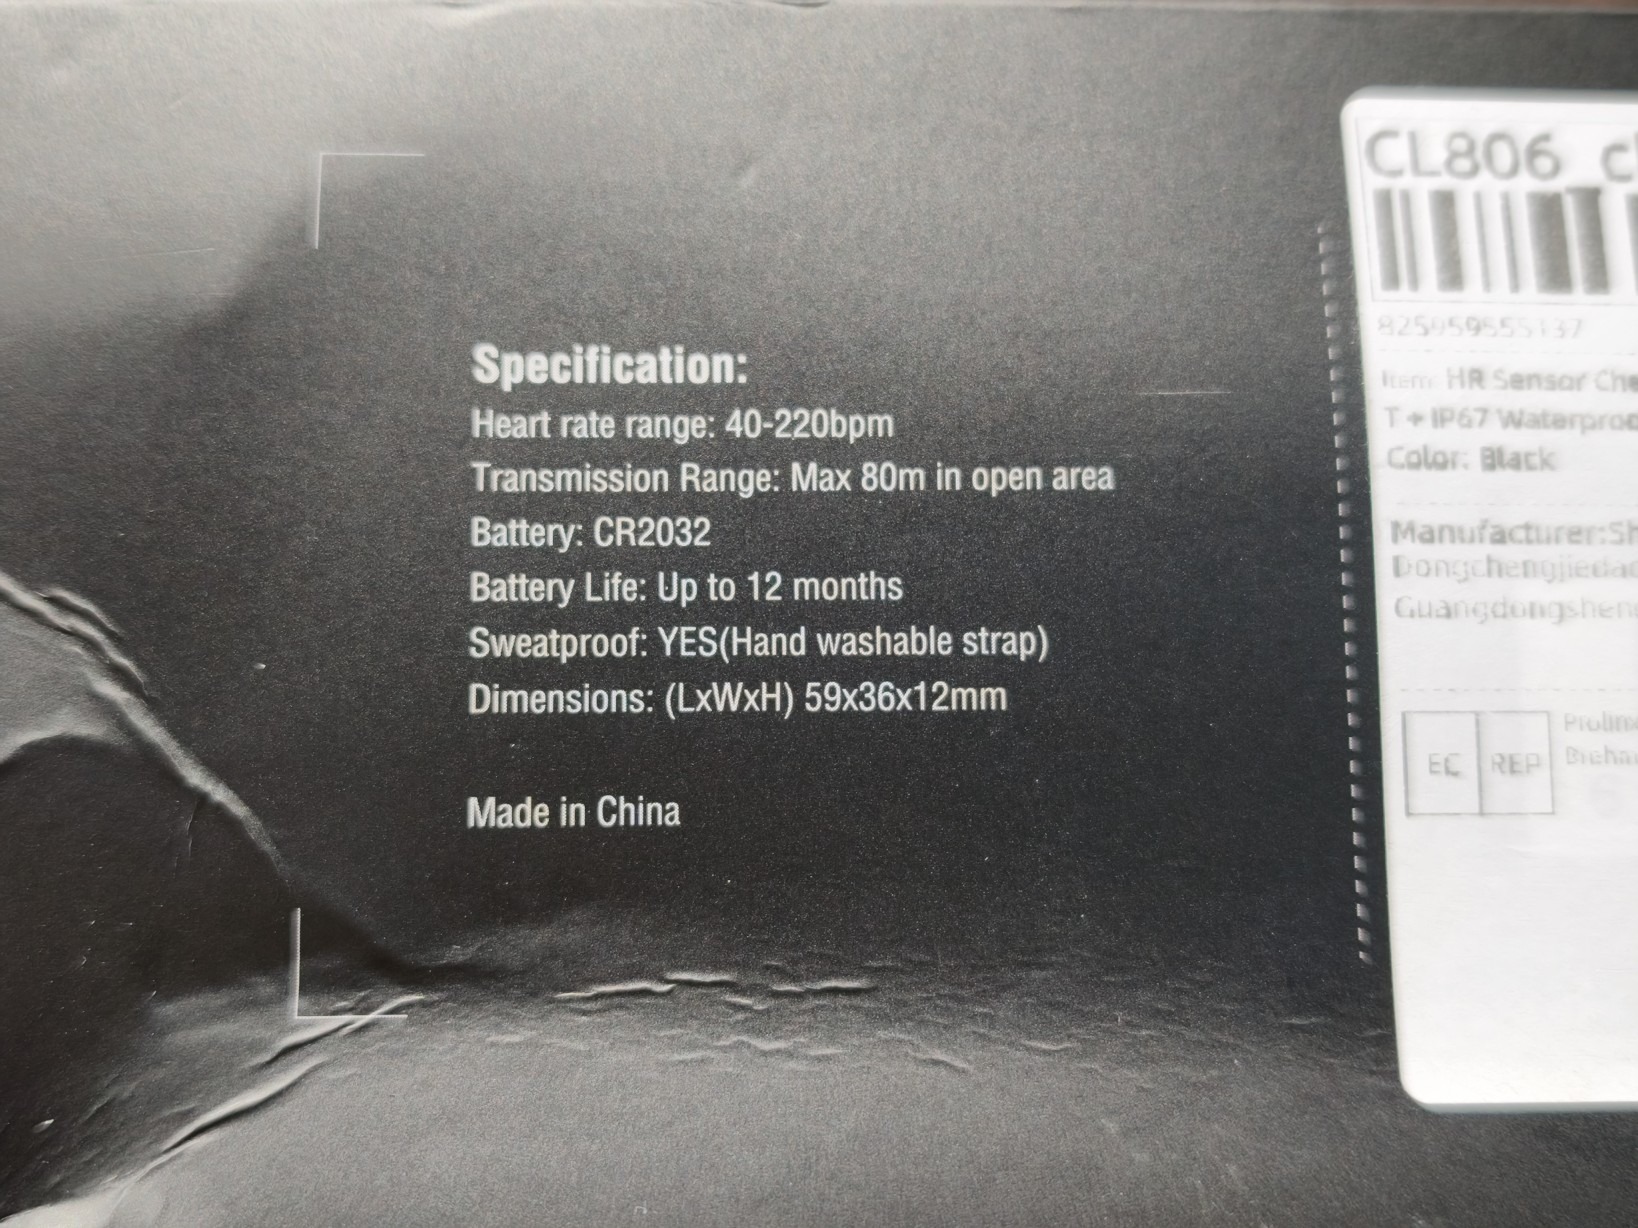 Specification:
Heart rate range: 40-220bpm
Transmission Range: Max 80m in open area
Battery: CR2032
Battery Life: Up to 12 months
Sweatproof: YES(Hand washable strap)
Dimensions: (LxWxH) 59x36x12mm
Made in China
CL806
Item: HR Sensor
T + IP67
Color: Black
Manufacturer:
EC REP